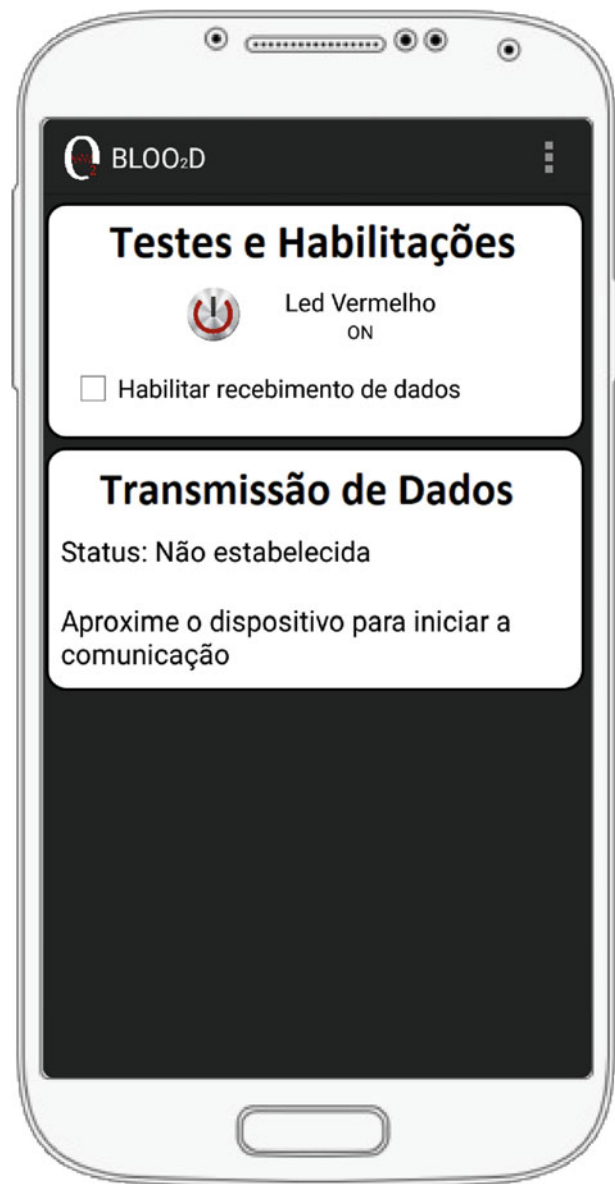 BLOO₂D
Testes e Habilitações
Led Vermelho
ON
Habilitar recebimento de dados
Transmissão de Dados
Status: Não estabelecida
Aproxime o dispositivo para iniciar a
comunicação